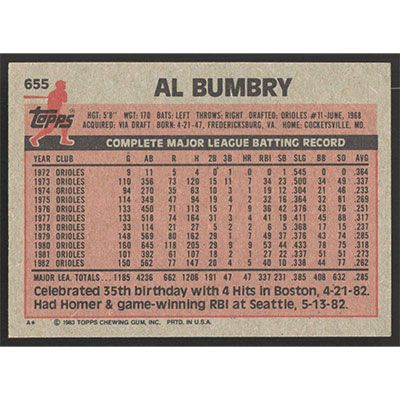 655
AL BUMBRY
Topps
HGT: 5'8" WGT: 170 BATS: LEFT THROWS: RIGHT DRAFTED: ORIOLES #11-JUNE, 1968
ACQUIRED: VIA DRAFT BORN: 4-21-47, FREDERICKSBURG, VA. HOME: COCKEYSVILLE, MD.
COMPLETE MAJOR LEAGUE BATTING RECORD
YEAR CLUB G AB R H 2B 3B HR RBI SB SLG BB SO AVG
1972 ORIOLES 9 11 5 4 0 1 0 0 1 .545 0 0 .364
1973 ORIOLES 110 356 73 120 15 11 7 34 23 .500 34 49 .337
1974 ORIOLES 94 270 35 63 10 3 1 19 12 .304 21 46 .233
1975 ORIOLES 114 349 47 94 19 4 2 32 16 .364 32 81 .269
1976 ORIOLES 133 450 71 113 15 7 9 36 42 .376 43 76 .251
1977 ORIOLES 133 518 74 164 31 3 4 41 19 .411 45 88 .317
1978 ORIOLES 33 114 21 27 5 2 2 6 5 .368 17 15 .237
1979 ORIOLES 148 569 80 162 29 1 7 49 37 .376 43 74 .285
1980 ORIOLES 160 645 118 205 29 9 9 53 44 .433 78 75 .318
1981 ORIOLES 101 392 61 107 18 2 1 27 22 .337 51 51 .273
1982 ORIOLES 150 562 77 147 20 4 5 40 10 .338 44 77 .262
MAJOR LEA. TOTALS... 1185 4236 662 1206 191 47 47 337 231 .385 408 632 .285
Celebrated 35th birthday with 4 Hits in Boston, 4-21-82.
Had Homer & game-winning RBI at Seattle, 5-13-82.
A* © 1983 TOPPS CHEWING GUM, INC. PRTD. IN U.S.A.